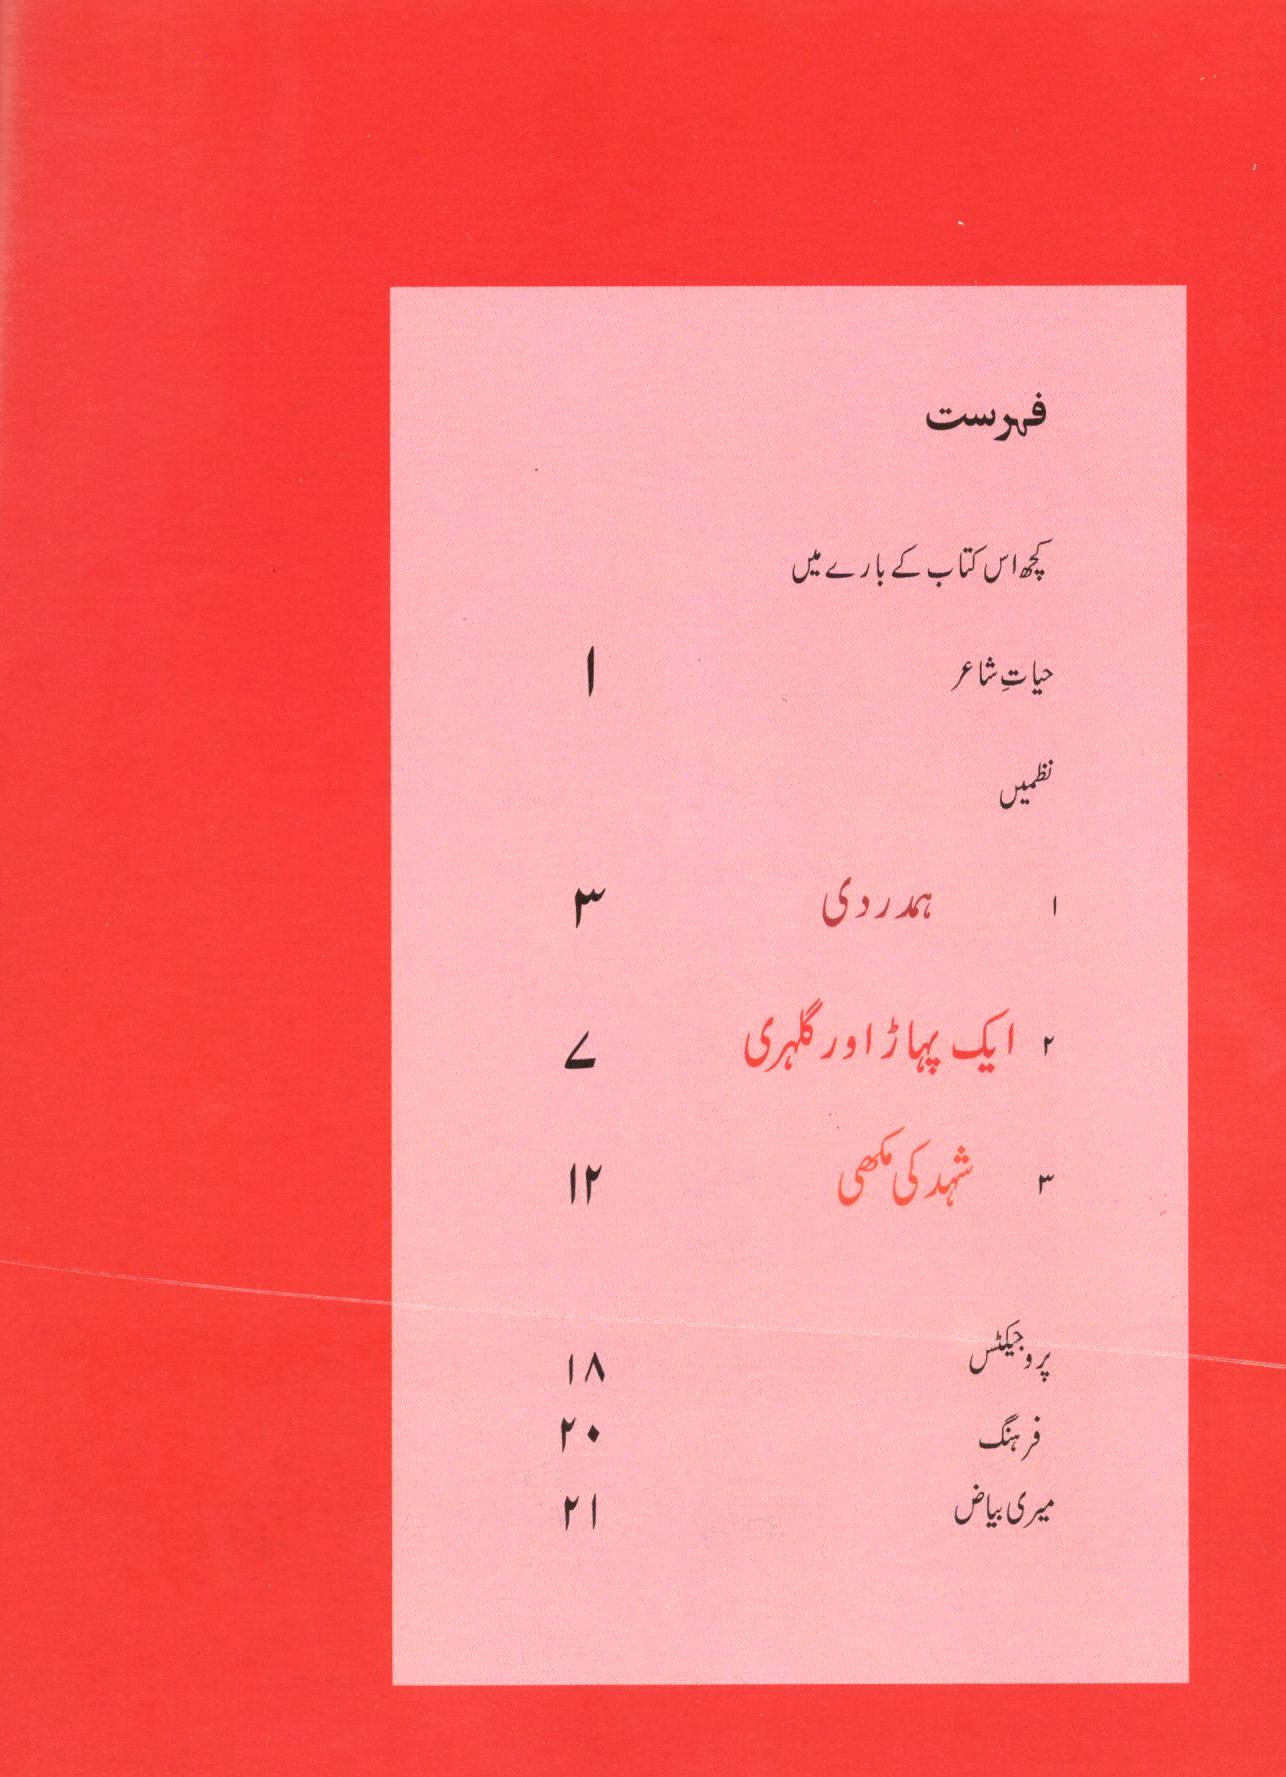 فہرست
کچھ اس کتاب کے بارے میں
حیاتِ شاعر ۱
نظمیں
۱ ہمدردی ۳
۲ ایک پہاڑ اور گلہری ۷
۳ شہد کی مکھی ۱۲
پروجیکٹس ۱۸
فرہنگ ۲۰
میری بیاض ۲۱